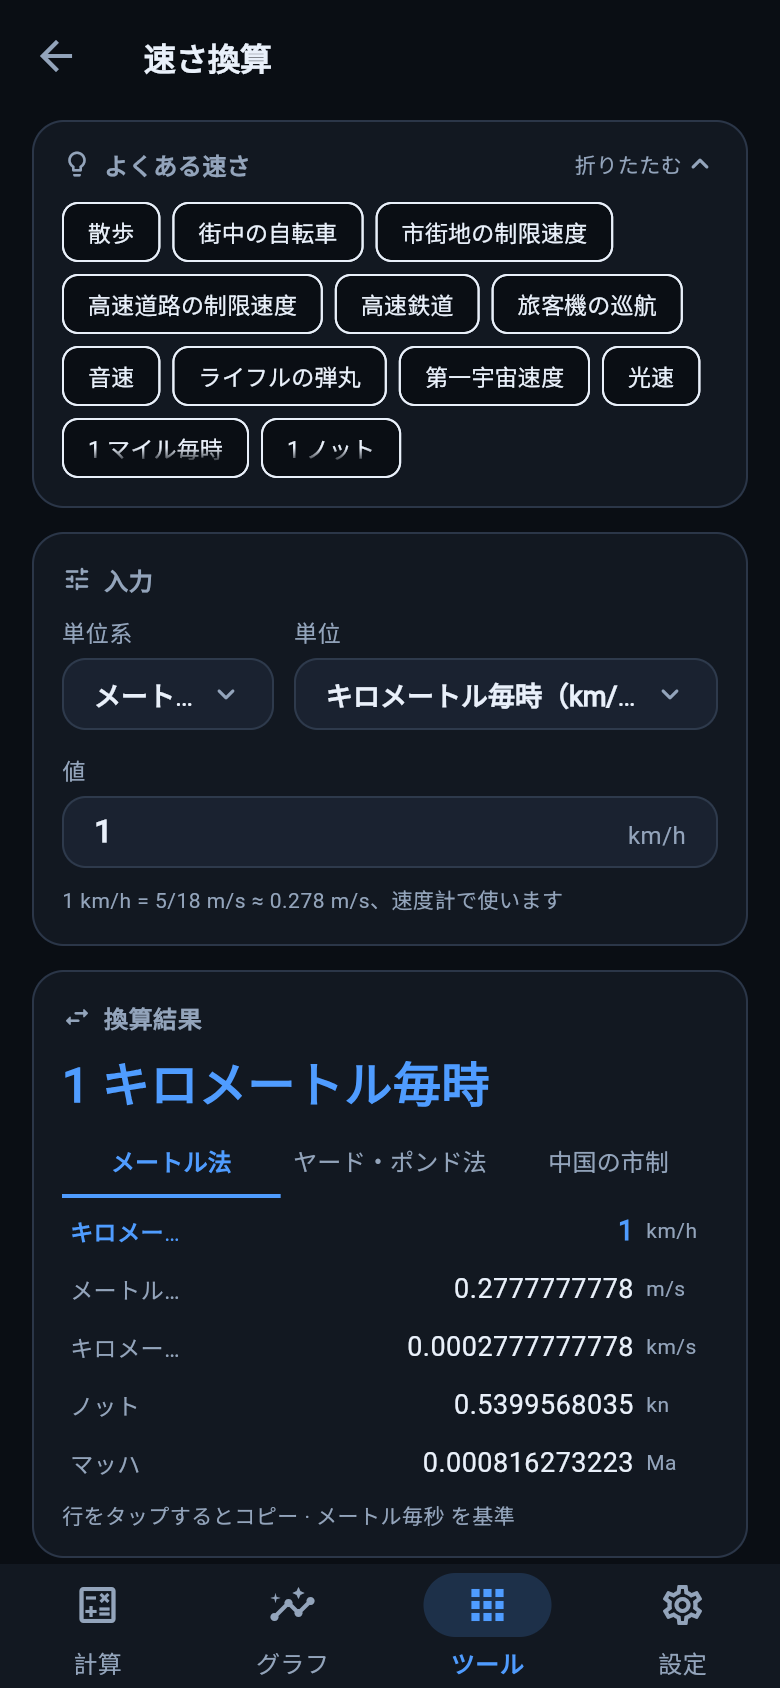 速さ換算
よくある速さ
折りたたむ
散歩 街中の自転車 市街地の制限速度
高速道路の制限速度 高速鉄道 旅客機の巡航
音速 ライフルの弾丸 第一宇宙速度 光速
1 マイル毎時 1 ノット
入力
単位系 単位
メート… キロメートル毎時（km/…
値
1 km/h
1 km/h = 5/18 m/s ≈ 0.278 m/s、速度計で使います
換算結果
1 キロメートル毎時
メートル法 ヤード・ポンド法 中国の市制
キロメー… 1 km/h
メートル… 0.2777777778 m/s
キロメー… 0.0002777777778 km/s
ノット 0.5399568035 kn
マッハ 0.000816273223 Ma
行をタップするとコピー · メートル毎秒 を基準
計算 グラフ ツール 設定